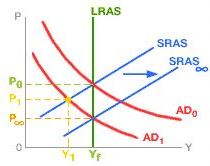 P LRAS
SRAS
SRAS∞
P₀
P₁
P∞
AD₀
AD₁
0 Y₁ Yf Y